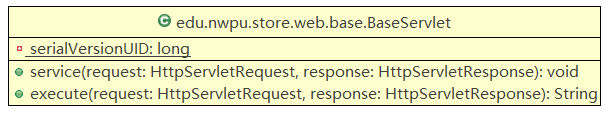 C edu.nwpu.store.web.base.BaseServlet
serialVersionUID: long
service(request: HttpServletRequest, response: HttpServletRwsponse): void
execute(request: HttpServletRequest, response: HttpServletResponse): String